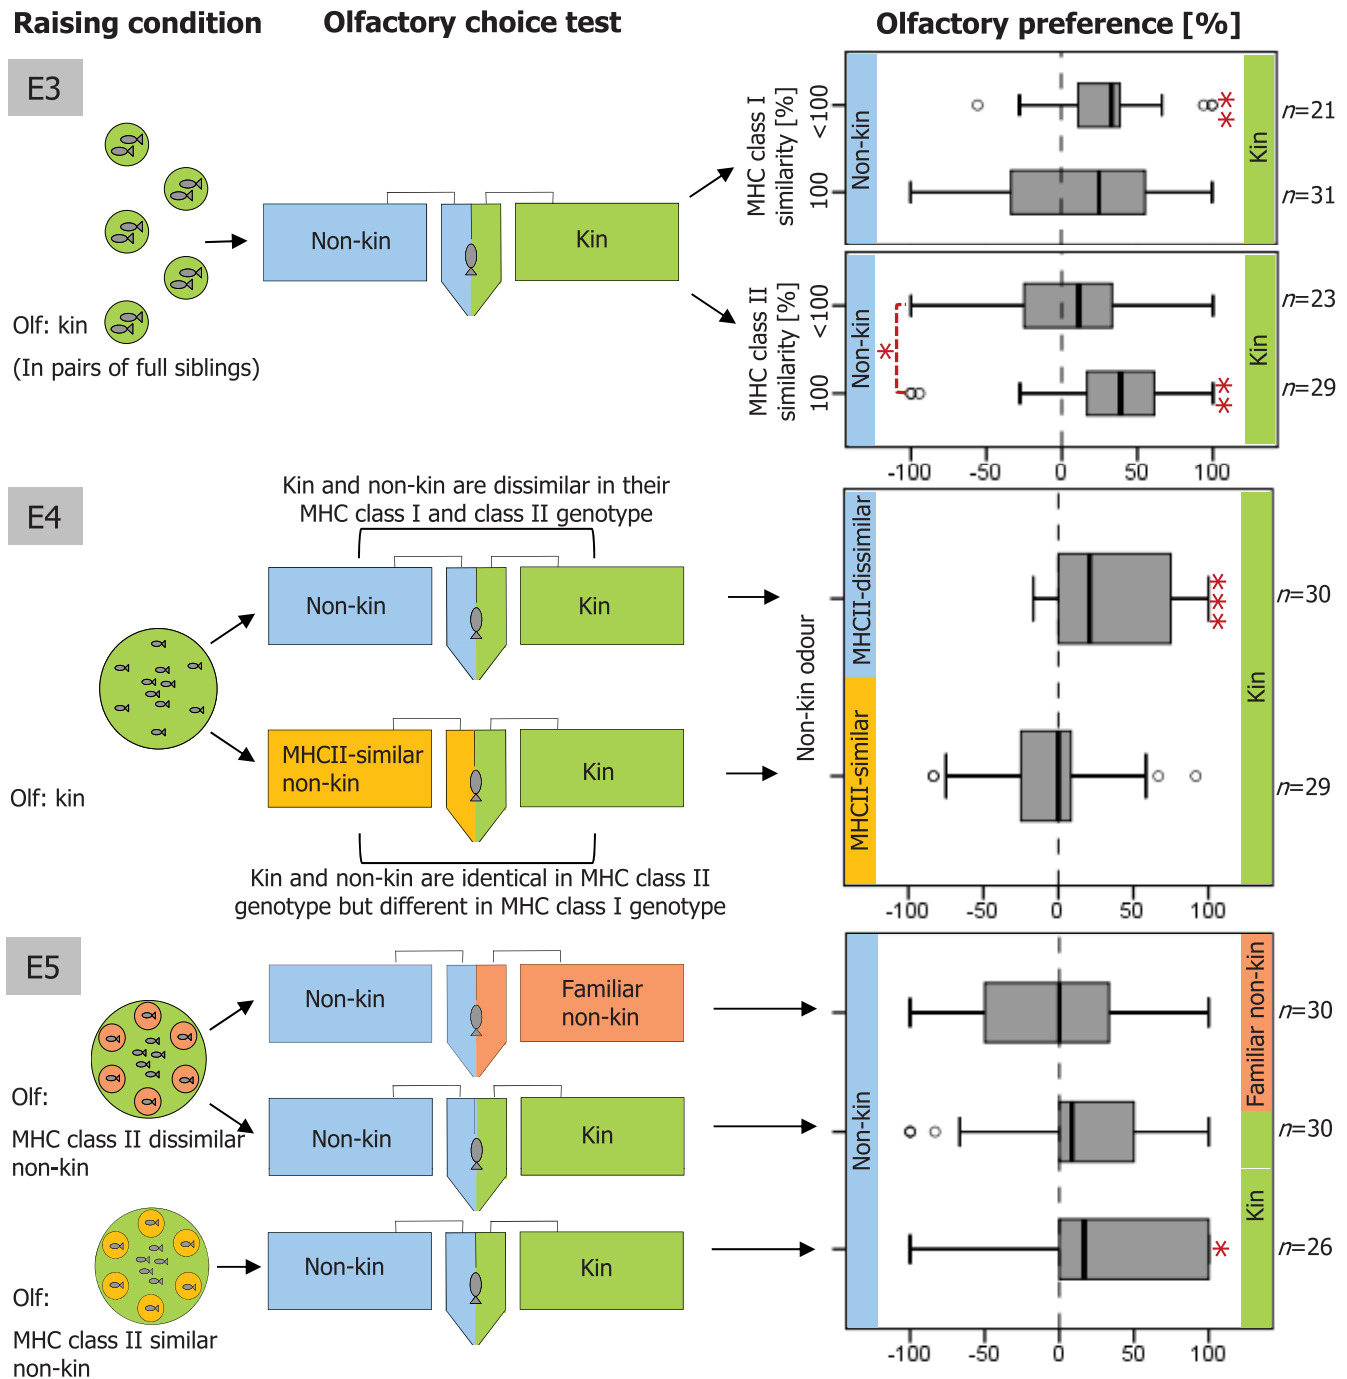 Raising condition
Olfactory choice test
Olfactory preference [%]
E3
Olf: kin
(In pairs of full siblings)
Non-kin
Kin
MHC class I
similarity [%]
<100
100
Non-kin
Kin
**
n=21
n=31
MHC class II
similarity [%]
<100
100
Non-kin
Kin
*
**
n=23
n=29
-100 -50 0 50 100
E4
Olf: kin
Kin and non-kin are dissimilar in their
MHC class I and class II genotype
Non-kin
Kin
MHCII-similar
non-kin
Kin
Kin and non-kin are identical in MHC class II
genotype but different in MHC class I genotype
Non-kin odour
MHCII-dissimilar
MHCII-similar
Kin
***
n=30
n=29
-100 -50 0 50 100
E5
Olf:
MHC class II dissimilar
non-kin
Non-kin
Familiar
non-kin
Non-kin
Kin
Olf:
MHC class II similar
non-kin
Non-kin
Kin
Non-kin
Familiar non-kin
Kin
*
n=30
n=30
n=26
-100 -50 0 50 100